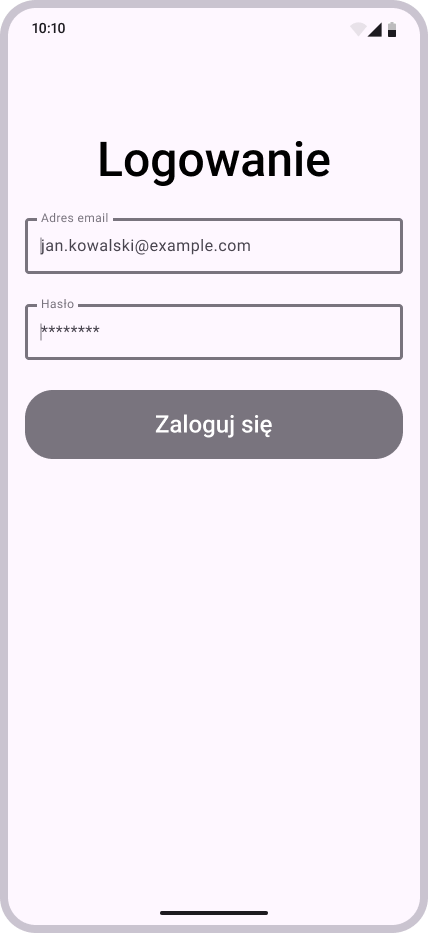 10:10
Logowanie
Adres email
jan.kowalski@example.com
Hasło
********
Zaloguj się